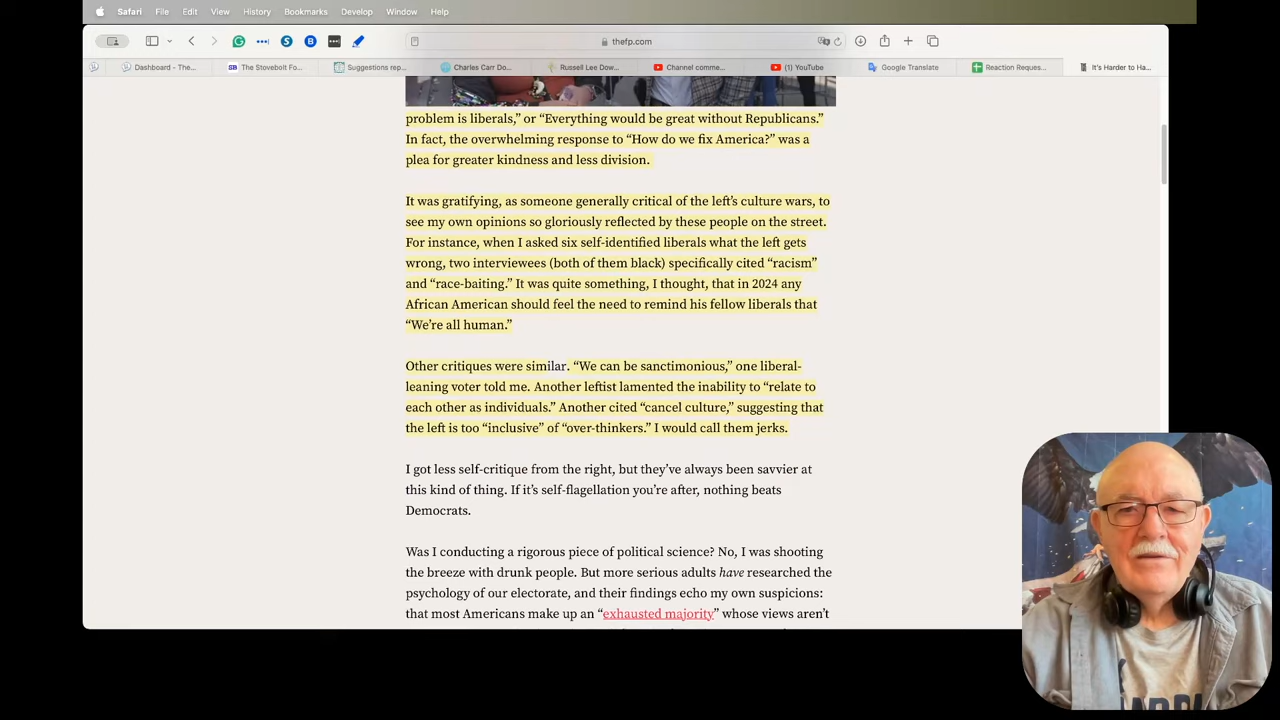 Safari File Edit View History Bookmarks Develop Window Help
thefp.com
Dashboard - The... The Stovebolt Fo... Suggestions rep... Charles Carr Do... Russell Lee Dow... Channel comme... (1) YouTube Google Translate Reaction Reques... It's Harder to Ha...
problem is liberals,” or “Everything would be great without Republicans.”
In fact, the overwhelming response to “How do we fix America?” was a
plea for greater kindness and less division.
It was gratifying, as someone generally critical of the left’s culture wars, to
see my own opinions so gloriously reflected by these people on the street.
For instance, when I asked six self-identified liberals what the left gets
wrong, two interviewees (both of them black) specifically cited “racism”
and “race-baiting.” It was quite something, I thought, that in 2024 any
African American should feel the need to remind his fellow liberals that
“We’re all human.”
Other critiques were similar. “We can be sanctimonious,” one liberal-
leaning voter told me. Another leftist lamented the inability to “relate to
each other as individuals.” Another cited “cancel culture,” suggesting that
the left is too “inclusive” of “over-thinkers.” I would call them jerks.
I got less self-critique from the right, but they’ve always been savvier at
this kind of thing. If it’s self-flagellation you’re after, nothing beats
Democrats.
Was I conducting a rigorous piece of political science? No, I was shooting
the breeze with drunk people. But more serious adults have researched the
psychology of our electorate, and their findings echo my own suspicions:
that most Americans make up an “exhausted majority” whose views aren’t